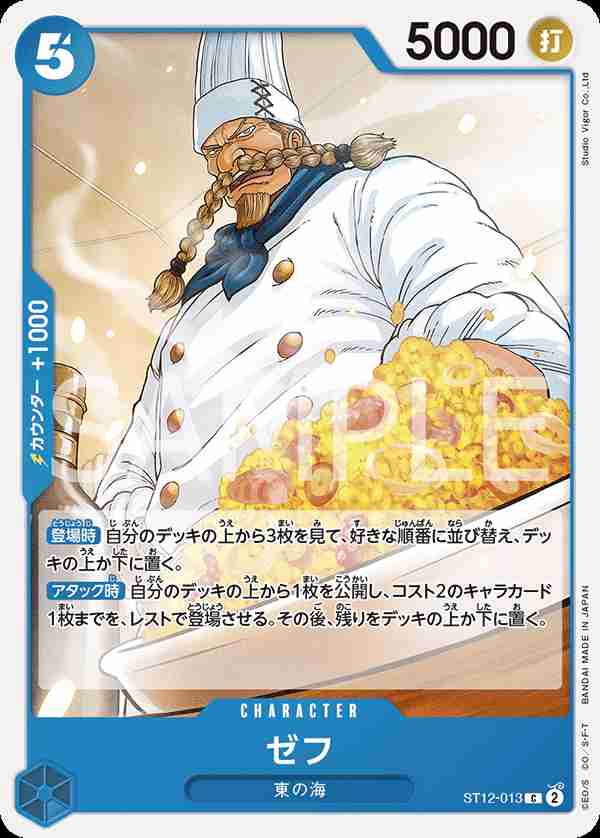 5
5000
打
Studio Vigor Co.,Ltd
カウンター +1000
SAMPLE
登場時 自分のデッキの上から3枚を見て、好きな順番に並び替え、デッ
キの上か下に置く。
アタック時 自分のデッキの上から1枚を公開し、コスト2のキャラカード
1枚までを、レストで登場させる。その後、残りをデッキの上か下に置く。
CHARACTER
ゼフ
東の海
ST12-013 C 2
©E.O/S ©O/S・F・T BANDAI MADE IN JAPAN